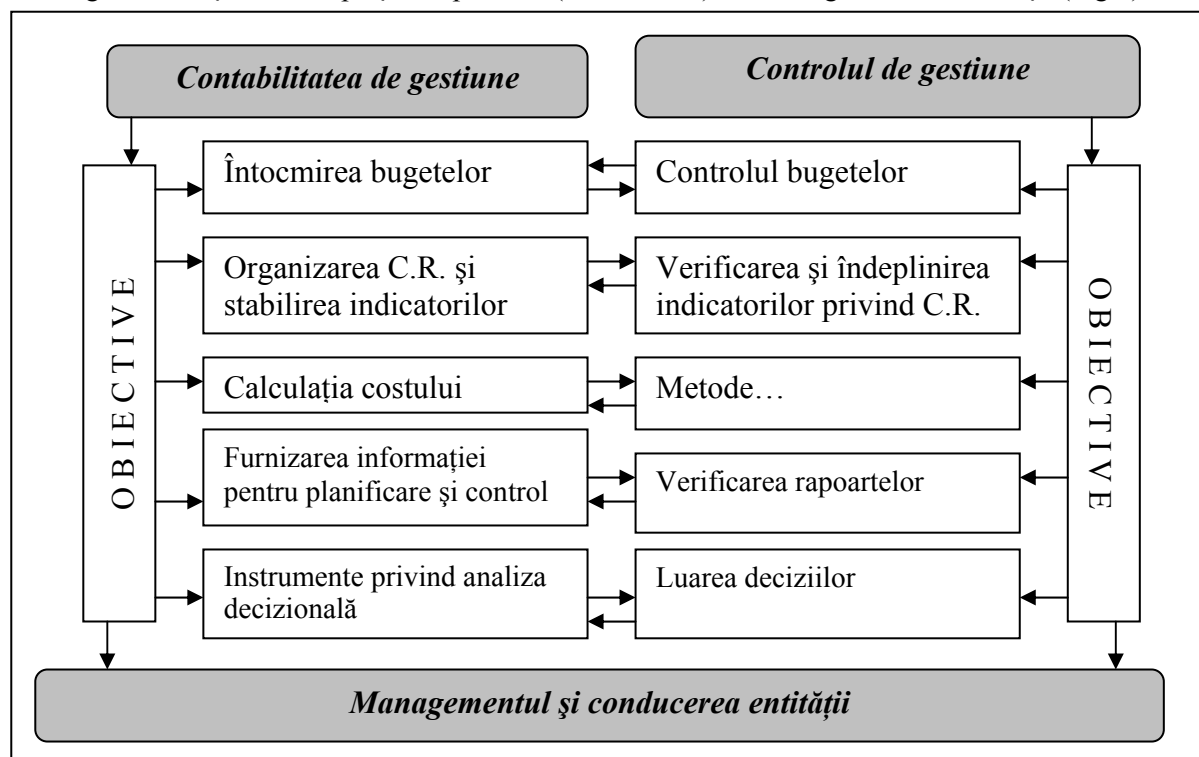 Contabilitatea de gestiune
Controlul de gestiune
OBIECTIVE
Întocmirea bugetelor
Controlul bugetelor
Organizarea C.R. şi
stabilirea indicatorilor
Verificarea şi îndeplinirea
indicatorilor privind C.R.
Calculaţia costului
Metode…
Furnizarea informaţiei
pentru planificare şi control
Verificarea rapoartelor
Instrumente privind analiza
decizională
Luarea deciziilor
OBIECTIVE
Managementul şi conducerea entităţii